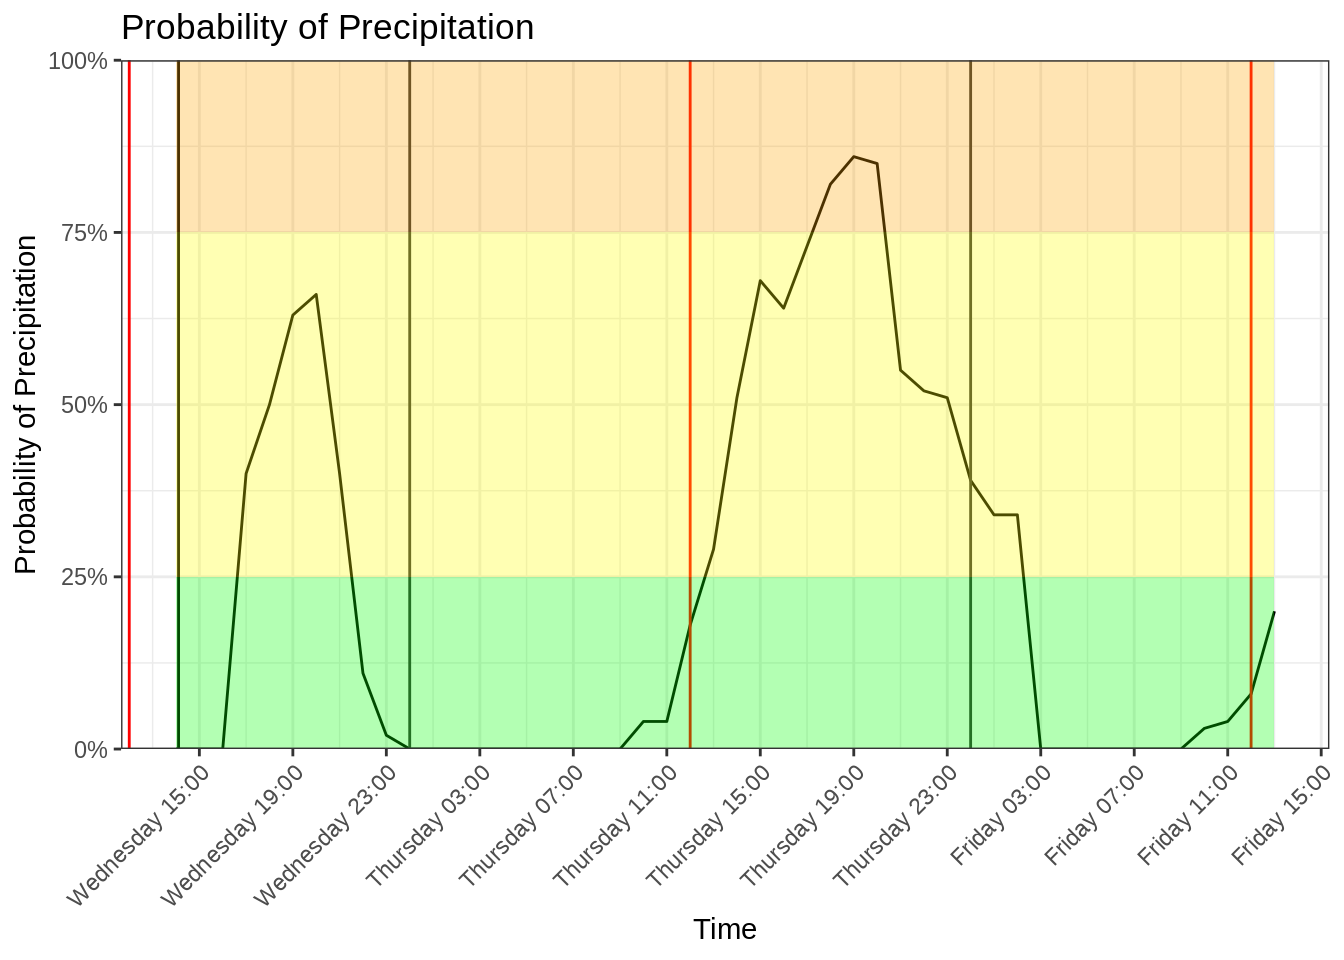 Probability of Precipitation
100%
75%
50%
25%
0%
Probability of Precipitation
Wednesday 15:00
Wednesday 19:00
Wednesday 23:00
Thursday 03:00
Thursday 07:00
Thursday 11:00
Thursday 15:00
Thursday 19:00
Thursday 23:00
Friday 03:00
Friday 07:00
Friday 11:00
Friday 15:00
Time